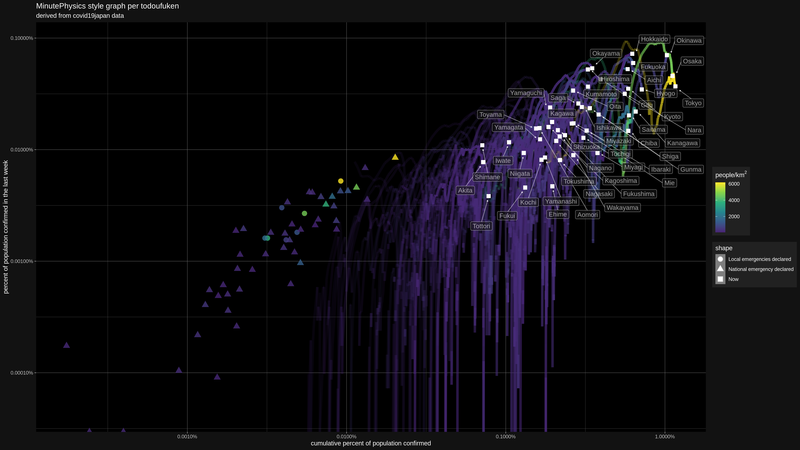 MinutePhysics style graph per todoufuken
derived from covid19japan data
percent of population confirmed in the last week
0.10000%
0.01000%
0.00100%
0.00010%
Hokkaido
Okinawa
Okayama
Osaka
Fukuoka
Hiroshima
Aichi
Hyogo
Yamaguchi
Kumamoto
Saga
Tokyo
Oita
Toyama
Kagawa
Kyoto
Yamagata
Ishikawa
Saitama
Nara
Miyazaki
Chiba
Kanagawa
Shizuoka
Tochigi
Shiga
Iwate
Nagano
Miyagi
Ibaraki
Gunma
Shimane
Niigata
Tokushima
Kagoshima
Mie
Akita
Nagasaki
Fukushima
Kochi
Yamanashi
Wakayama
Tottori
Fukui
Ehime
Aomori
0.0010%
0.0100%
0.1000%
1.0000%
cumulative percent of population confirmed
people/km²
6000
4000
2000
shape
Local emergencies declared
National emergency declared
Now